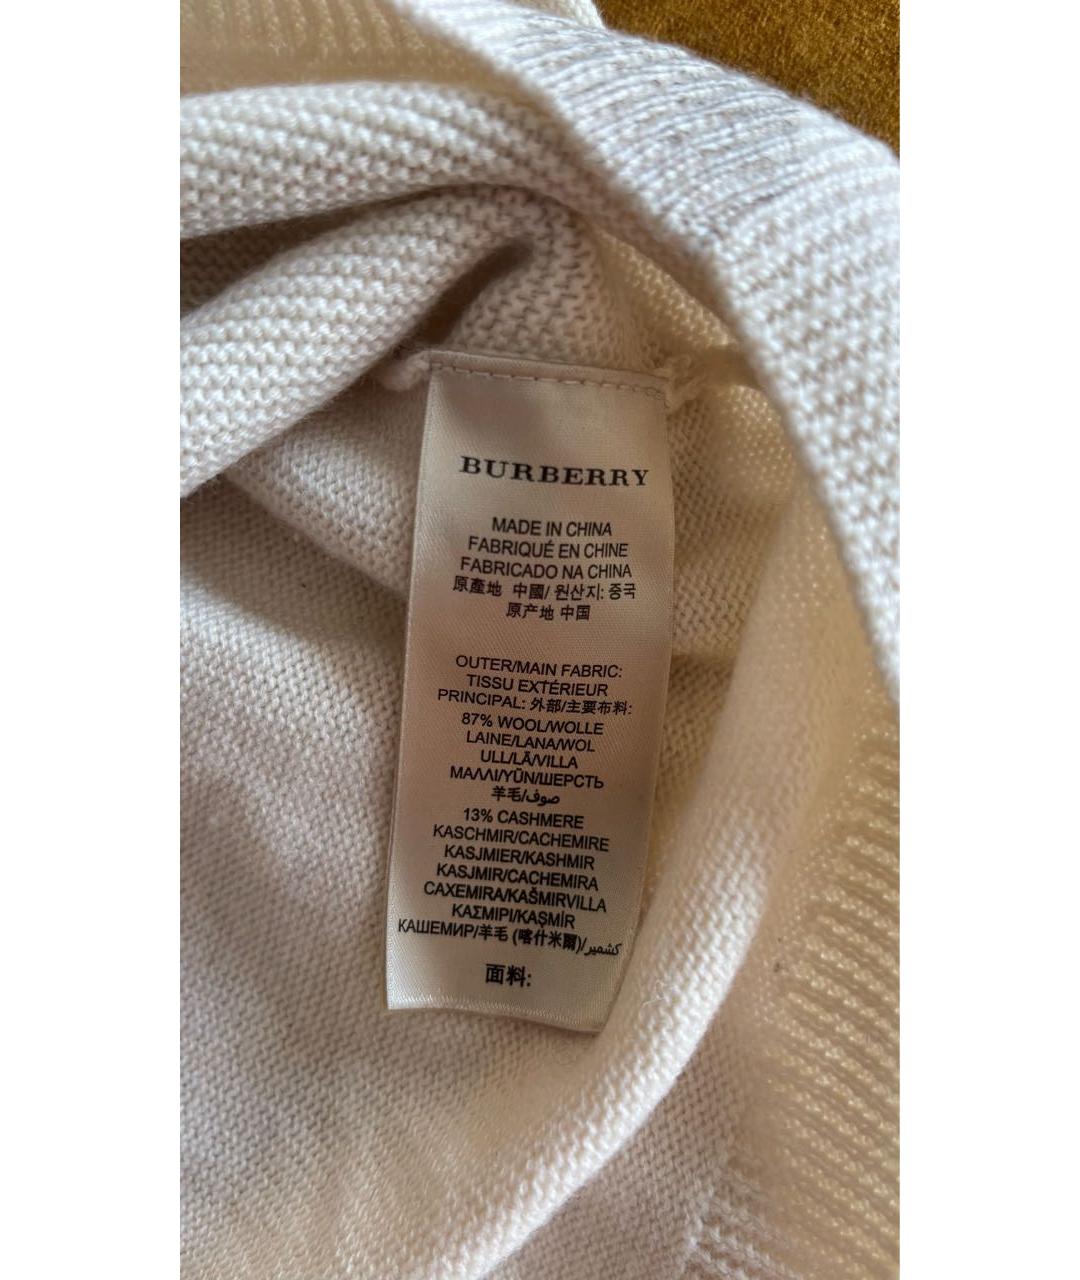 BURBERRY
MADE IN CHINA
FABRIQUÉ EN CHINE
FABRICADO NA CHINA
原產地 中國/ 원산지: 중국
原产地 中国
OUTER/MAIN FABRIC:
TISSU EXTÉRIEUR
PRINCIPAL: 外部/主要布料:
87% WOOL/WOLLE
LAINE/LANA/WOL
ULL/LÃ/VILLA
ΜΑΛΛΙ/YÜN/ШЕРСТЬ
羊毛/صوف
13% CASHMERE
KASCHMIR/CACHEMIRE
KASJMIER/KASHMIR
KASJMIR/CACHEMIRA
CAXEMIRA/KAŠMIRVILLA
ΚΑΣΜΙΡΙ/KAŞMİR
КАШЕМИР/羊毛 (喀什米爾)/كشمير
面料: